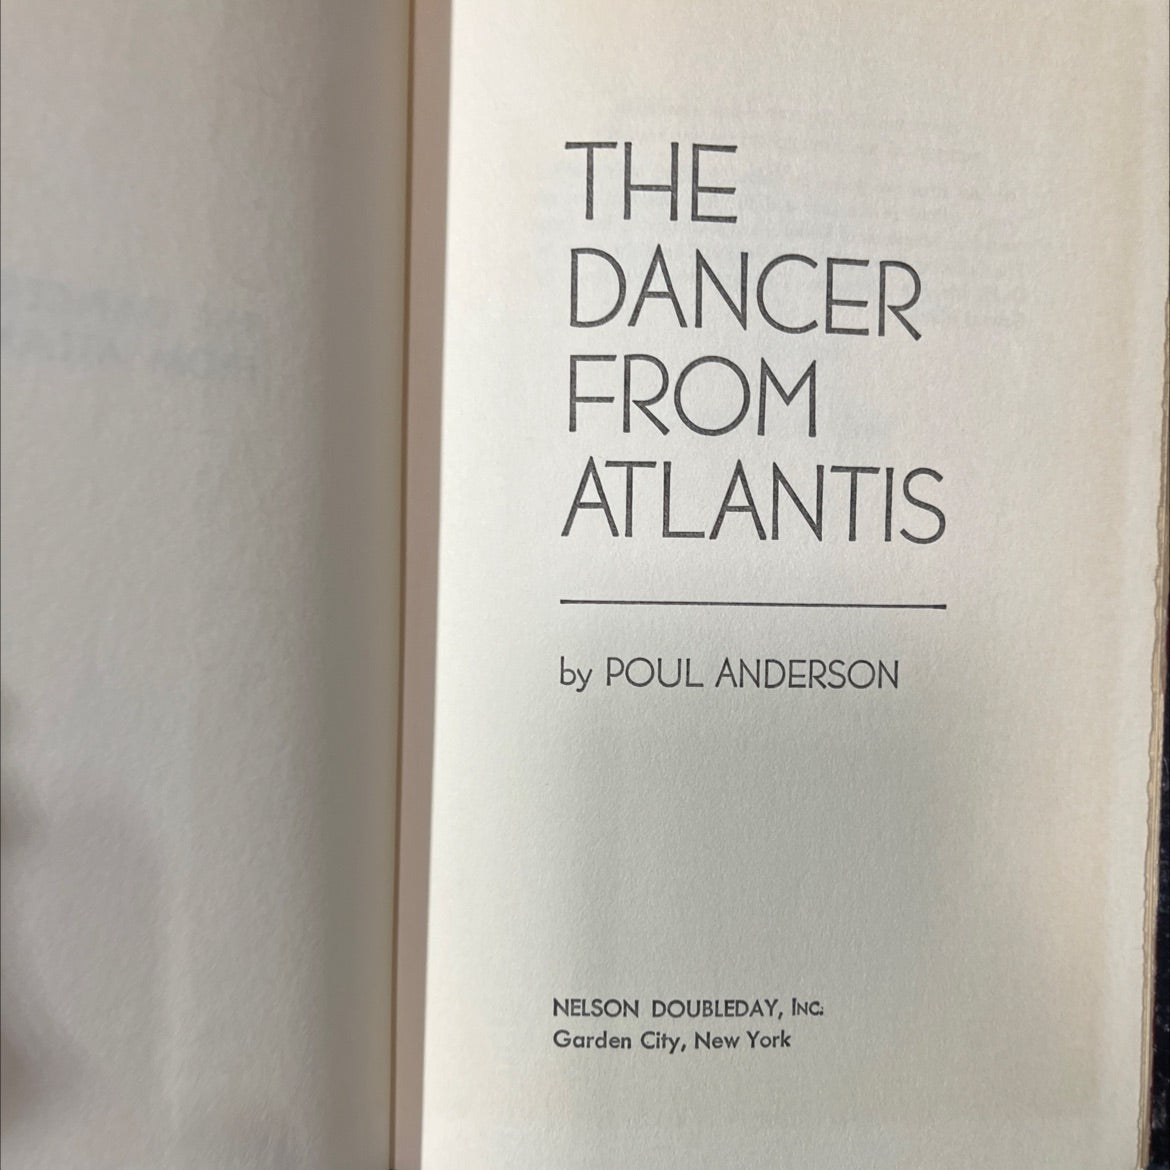 THE
DANCER
FROM
ATLANTIS
by POUL ANDERSON
NELSON DOUBLEDAY, INC.
Garden City, New York